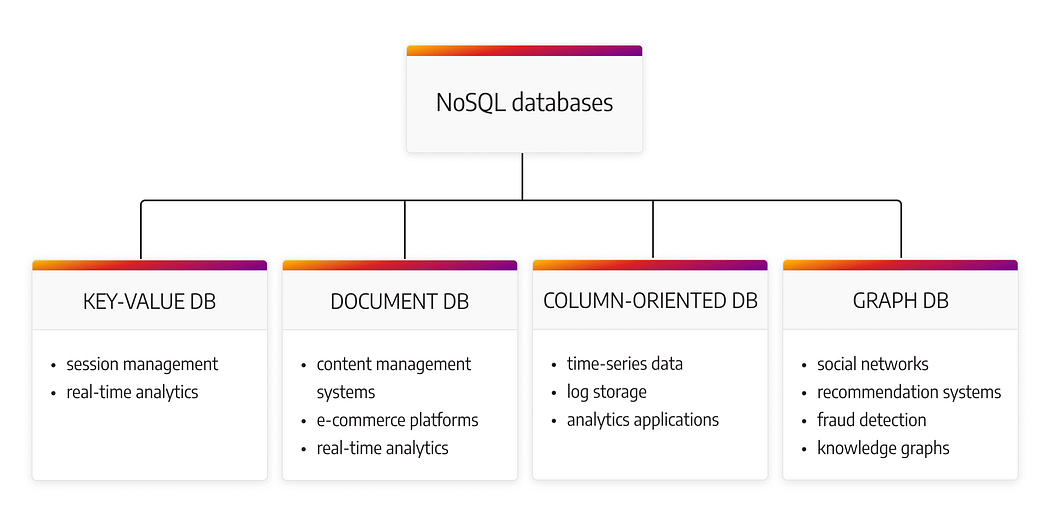 NoSQL databases
KEY-VALUE DB
• session management
• real-time analytics
DOCUMENT DB
• content management
systems
• e-commerce platforms
• real-time analytics
COLUMN-ORIENTED DB
• time-series data
• log storage
• analytics applications
GRAPH DB
• social networks
• recommendation systems
• fraud detection
• knowledge graphs